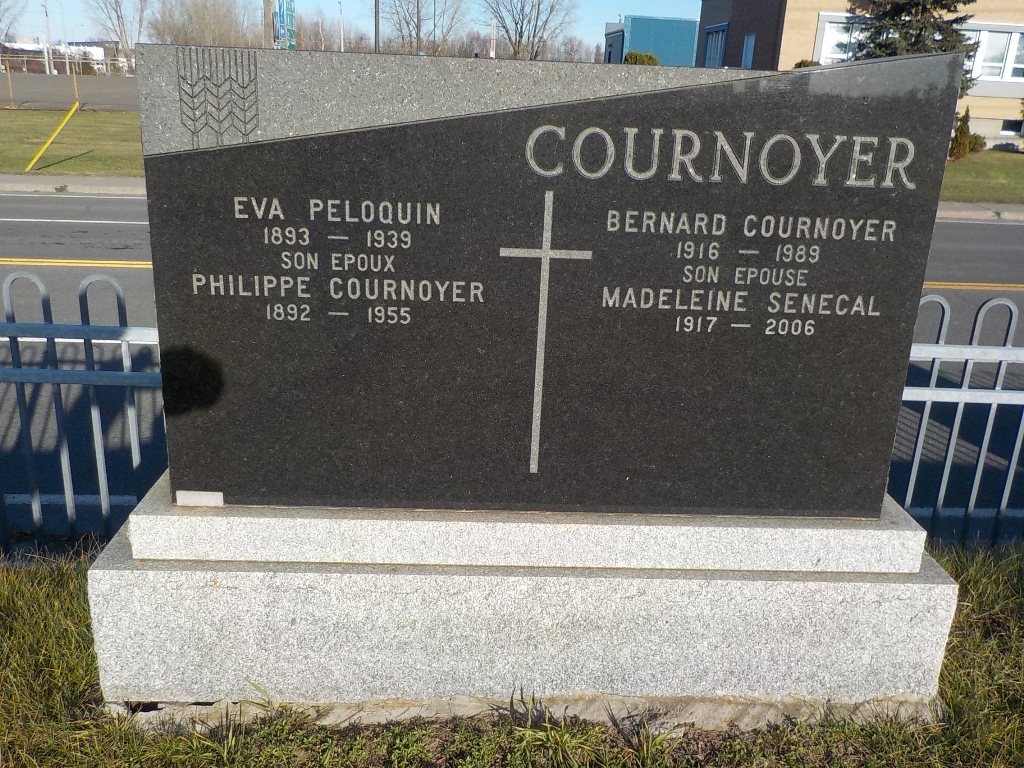 COURNOYER
EVA PELOQUIN
1893 — 1939
SON EPOUX
PHILIPPE COURNOYER
1892 — 1955
BERNARD COURNOYER
1916 — 1989
SON EPOUSE
MADELEINE SENECAL
1917 — 2006